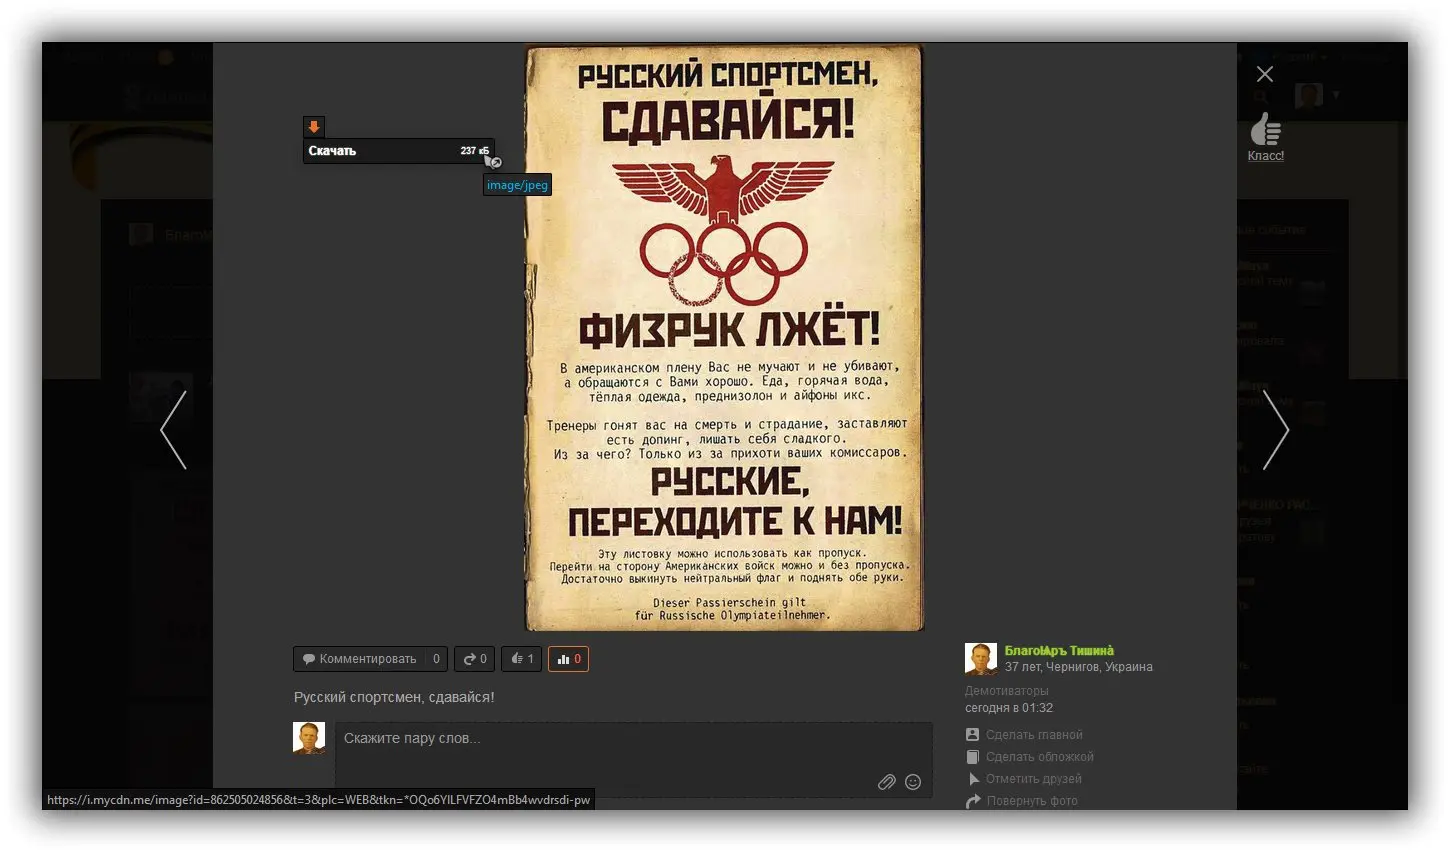 РУССКИЙ СПОРТСМЕН,
СДАВАЙСЯ!
ФИЗРУК ЛЖЁТ!
В американском плену Вас не мучают и не убивают,
а обращаются с Вами хорошо. Еда, горячая вода,
тёплая одежда, преднизолон и айфоны икс.
Тренеры гонят вас на смерть и страдание, заставляют
есть допинг, лишать себя сладкого.
Из за чего? Только из за прихоти ваших комиссаров.
РУССКИЕ,
ПЕРЕХОДИТЕ К НАМ!
Эту листовку можно использовать как пропуск.
Перейти на сторону Американских войск можно и без пропуска.
Достаточно выкинуть нейтральный флаг и поднять обе руки.
Dieser Passierschein gilt
für Russische Olympiateilnehmer.
Скачать 237 кБ
image/jpeg
Класс!
Комментировать 0 0 1 0
Русский спортсмен, сдавайся!
Скажите пару слов...
Тишинà
37 лет, Чернигов, Украина
Демотиваторы
сегодня в 01:32
Сделать главной
Сделать обложкой
Отметить друзей
Повернуть фото
https://i.mycdn.me/image?id=862505024856&t=3&plc=WEB&tkn=*OQo6YlLFVFZO4mBb4wvdrsdi-pw